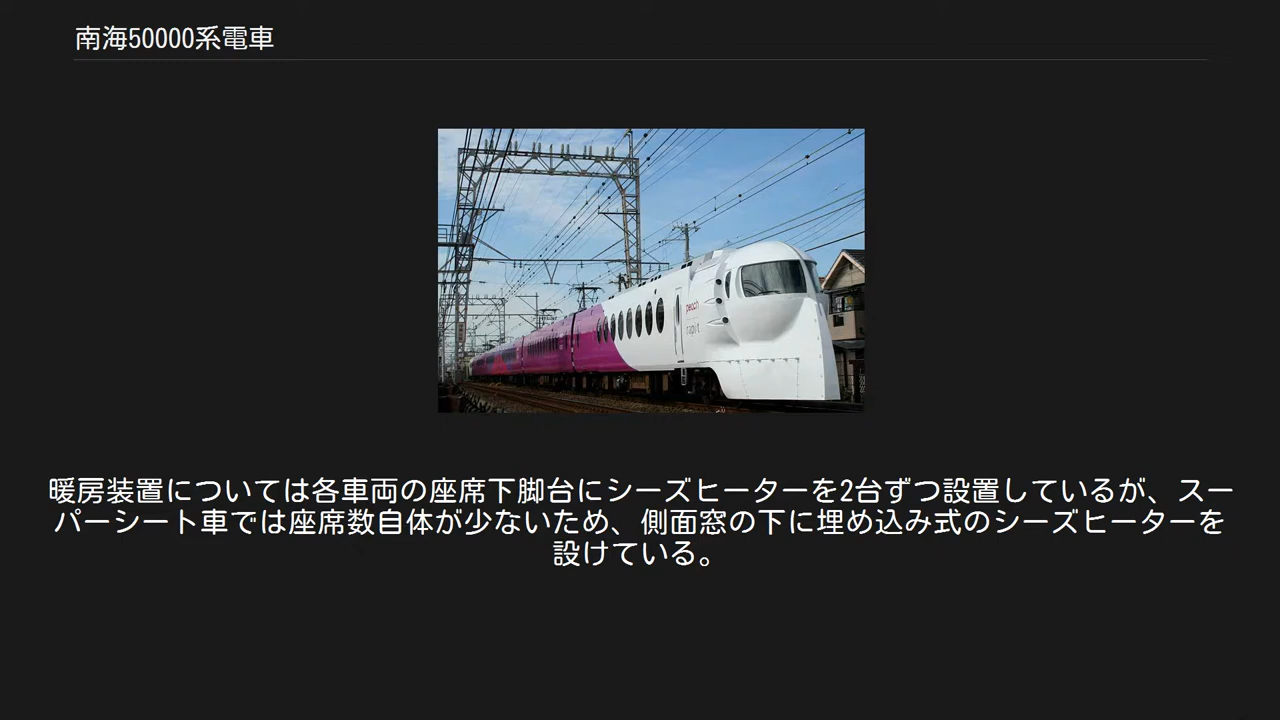 南海50000系電車
peach
rapi:t
暖房装置については各車両の座席下脚台にシーズヒーターを2台ずつ設置しているが、スー
パーシート車では座席数自体が少ないため、側面窓の下に埋め込み式のシーズヒーターを
設けている。